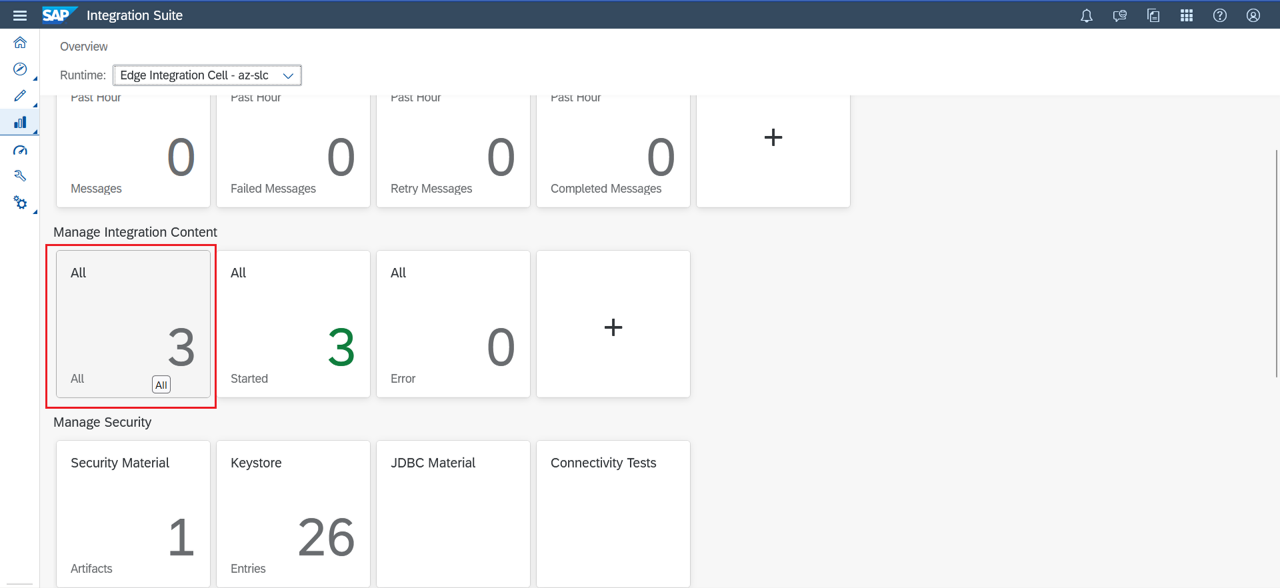 SAP Integration Suite
Overview
Runtime: Edge Integration Cell - az-slc
Past Hour Past Hour Past Hour Past Hour
0 0 0 0 +
Messages Failed Messages Retry Messages Completed Messages
Manage Integration Content
All All All
3 3 0 +
All All Started Error
Manage Security
Security Material Keystore JDBC Material Connectivity Tests
1 26
Artifacts Entries